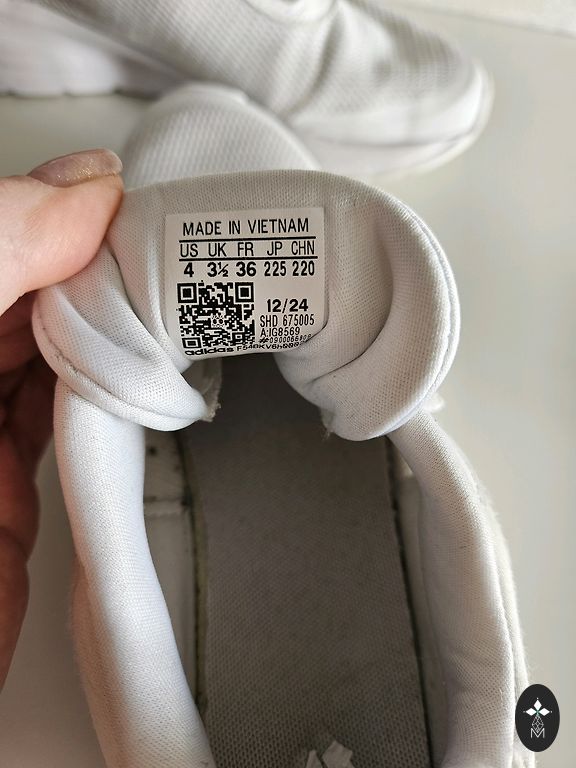 MADE IN VIETNAM
US UK FR JP CHN
4 3½ 36 225 220
12/24
SHD 675005
A:IG8569
adidas
M